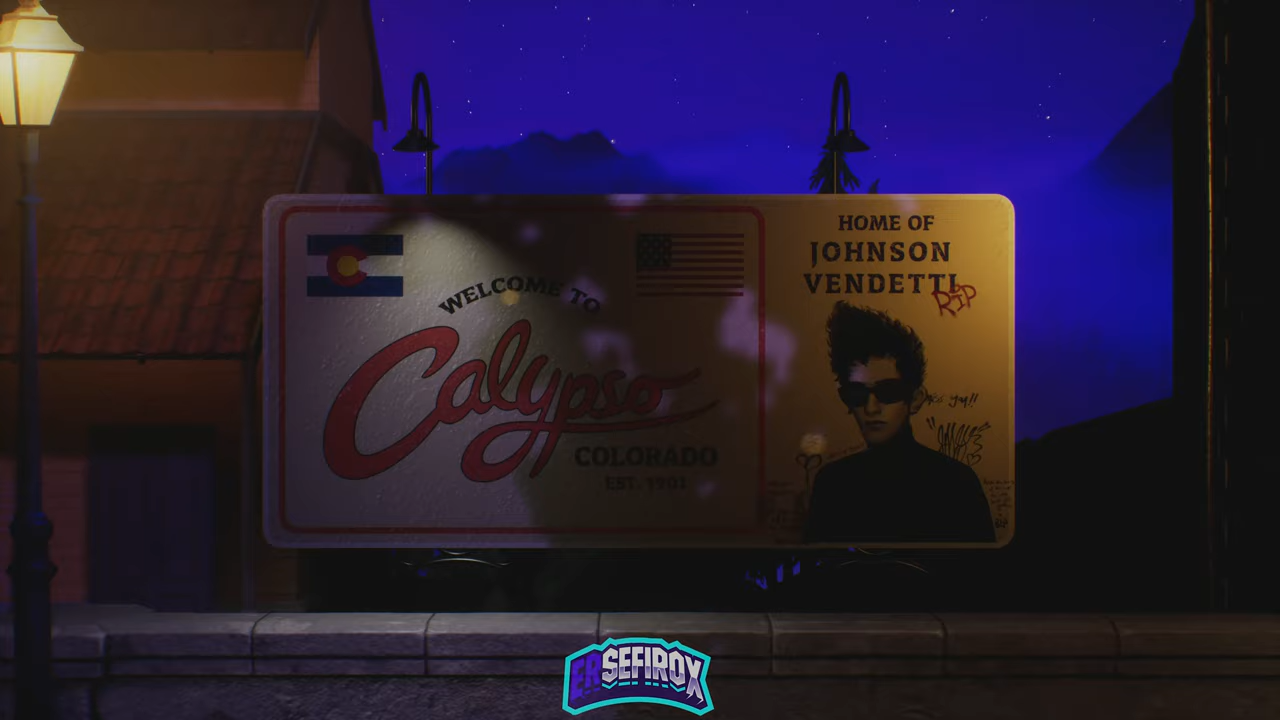 WELCOME TO
Calypso
COLORADO
EST. 1901
HOME OF
JOHNSON
VENDETTI
RIP
ERSEFIROX